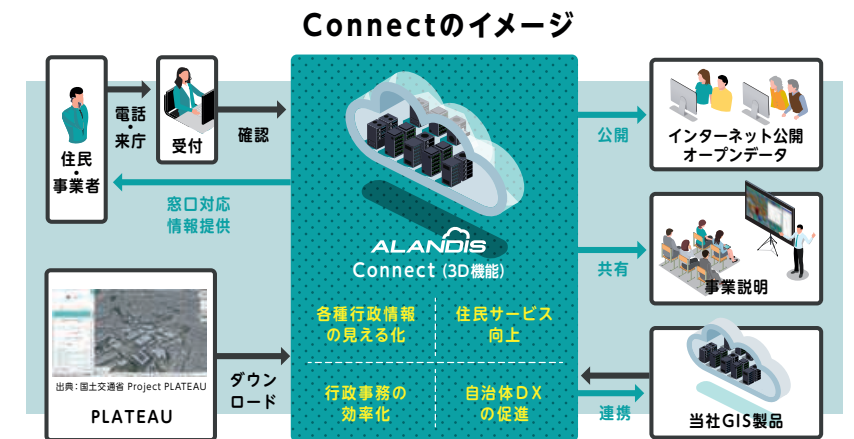 Connectのイメージ
住民
・
事業者
電話
・
来庁
受付
確認
窓口対応
情報提供
出典：国土交通省 Project PLATEAU
PLATEAU
ダウン
ロード
ALANDIS
Connect（3D機能）
各種行政情報
の見える化
住民サービス
向上
行政事務の
効率化
自治体DX
の促進
公開
インターネット公開
オープンデータ
共有
事業説明
連携
当社GIS製品